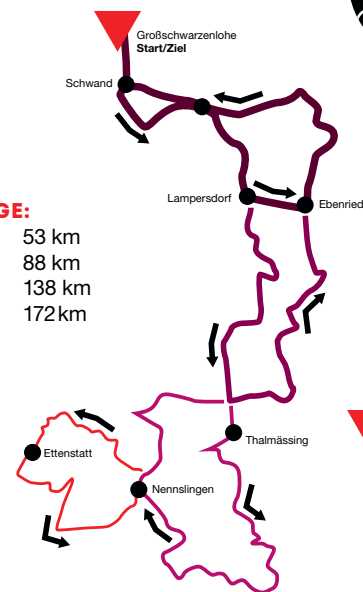 Großschwarzenlohe
Start/Ziel
Schwand
Lampersdorf
Ebenried
GE:
53 km
88 km
138 km
172 km
Thalmässing
Ettenstatt
Nennslingen